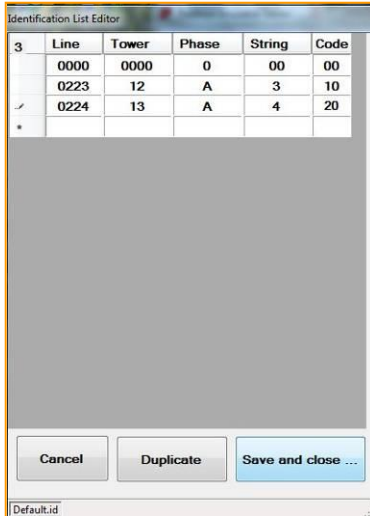 Identification List Editor
3 Line Tower Phase String Code
0000 0000 0 00 00
0223 12 A 3 10
0224 13 A 4 20
*
Cancel Duplicate Save and close ...
Default.id